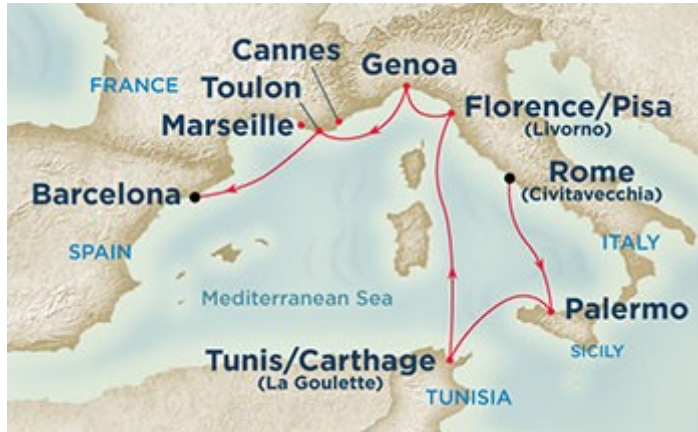 Cannes
Genoa
FRANCE
Toulon
Marseille
Florence/Pisa
(Livorno)
Barcelona
Rome
(Civitavecchia)
SPAIN
ITALY
Mediterranean Sea
Palermo
Tunis/Carthage
(La Goulette)
SICILY
TUNISIA